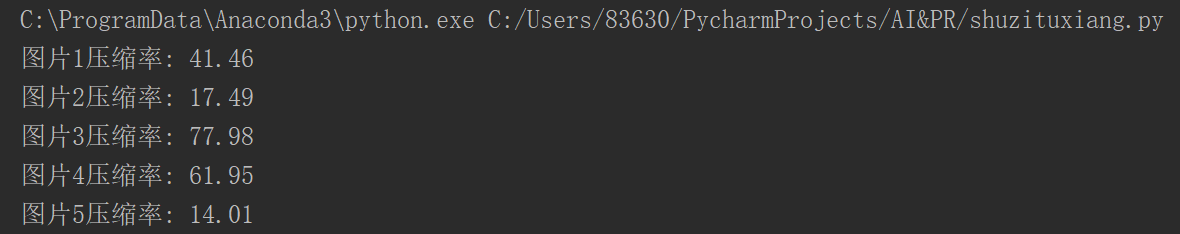 C:\ProgramData\Anaconda3\python.exe C:/Users/83630/PycharmProjects/AI&PR/shuzituxiang.py
图片1压缩率: 41.46
图片2压缩率: 17.49
图片3压缩率: 77.98
图片4压缩率: 61.95
图片5压缩率: 14.01